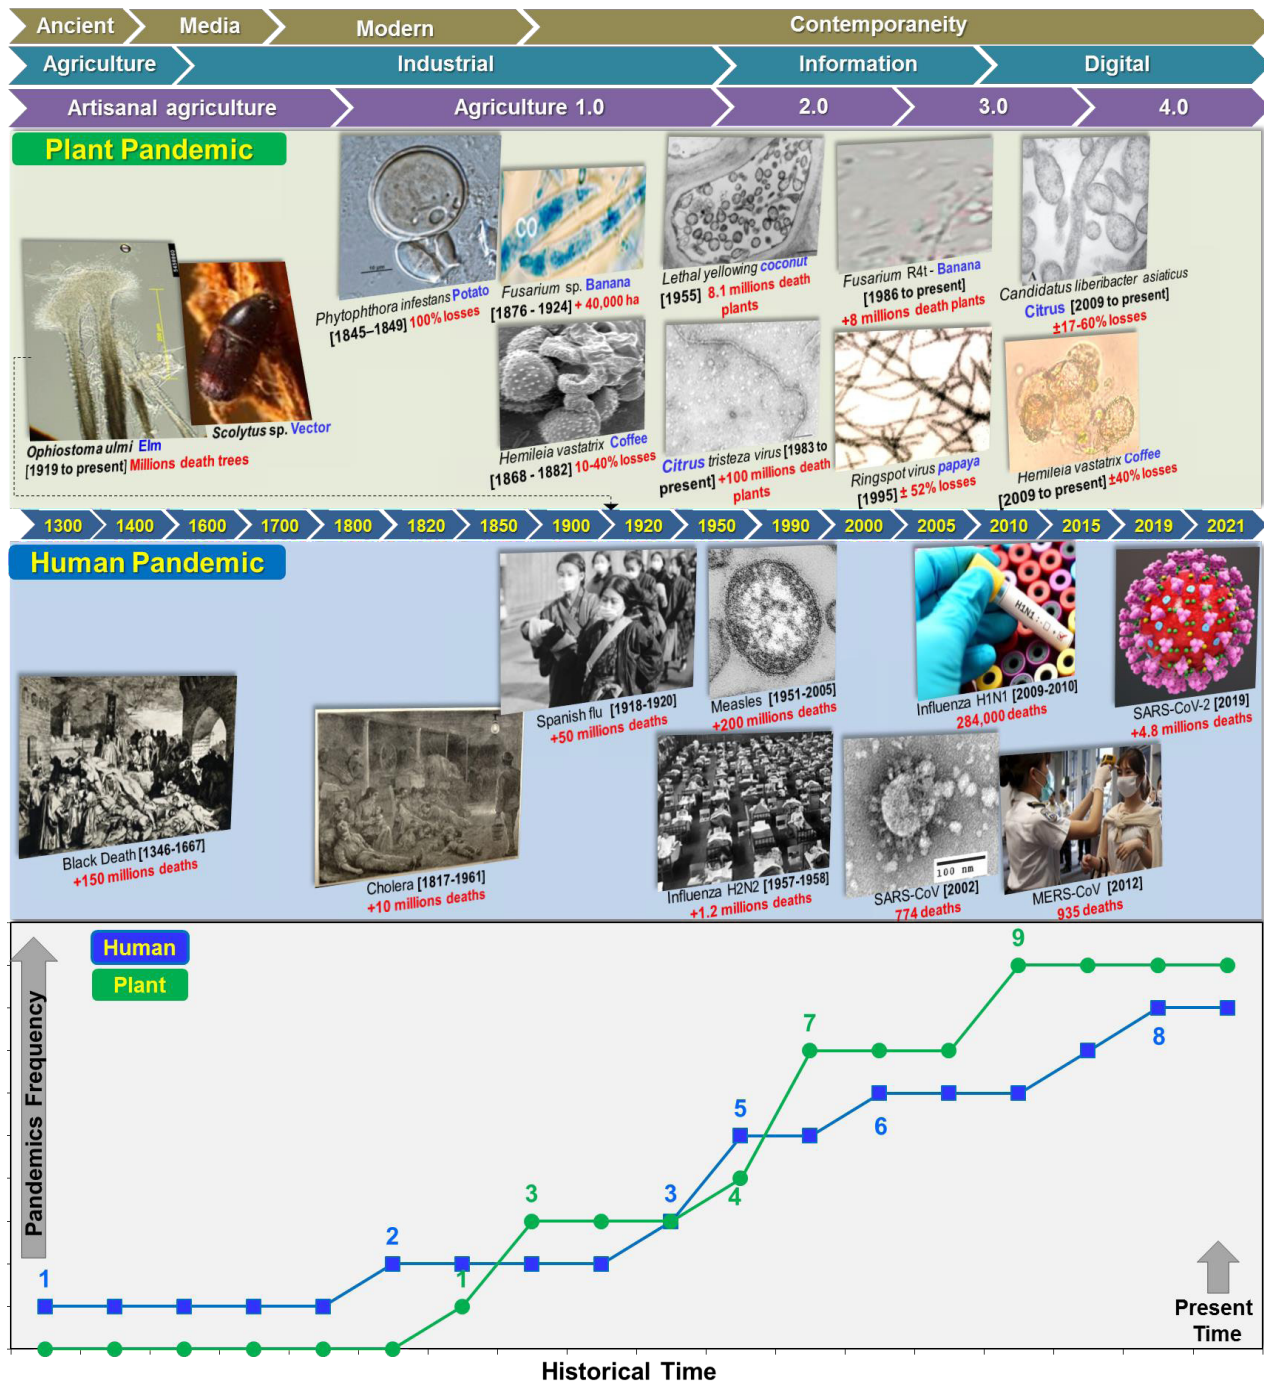 Ancient Media Modern Contemporaneity
Agriculture Industrial Information Digital
Artisanal agriculture Agriculture 1.0 2.0 3.0 4.0
Plant Pandemic
Ophiostoma ulmi Elm
[1919 to present] Millions death trees
Scolytus sp. Vector
10 µm
Phytophthora infestans Potato
[1845–1849] 100% losses
CO
Fusarium sp. Banana
[1876 - 1924] + 40,000 ha
Hemileia vastatrix Coffee
[1868 - 1882] 10-40% losses
Lethal yellowing coconut
[1955] 8.1 millions death
plants
Citrus tristeza virus [1983 to
present] +100 millions death
plants
Fusarium R4t - Banana
[1986 to present]
+8 millions death plants
Ringspot virus papaya
[1995] ± 52% losses
A
Candidatus liberibacter asiaticus
Citrus [2009 to present]
±17-60% losses
Hemileia vastatrix Coffee
[2009 to present] ±40% losses
1300 1400 1600 1700 1800 1820 1850 1900 1920 1950 1990 2000 2005 2010 2015 2019 2021
Human Pandemic
Black Death [1346-1667]
+150 millions deaths
Cholera [1817-1961]
+10 millions deaths
Spanish flu [1918-1920]
+50 millions deaths
Measles [1951-2005]
+200 millions deaths
Influenza H2N2 [1957-1958]
+1.2 millions deaths
100 nm
SARS-CoV [2002]
774 deaths
H1N1:
Influenza H1N1 [2009-2010]
284,000 deaths
MERS-CoV [2012]
935 deaths
SARS-CoV-2 [2019]
+4.8 millions deaths
Human
Plant
Pandemics Frequency
1
2
1
3
3
4
5
7
6
9
8
Present
Time
Historical Time